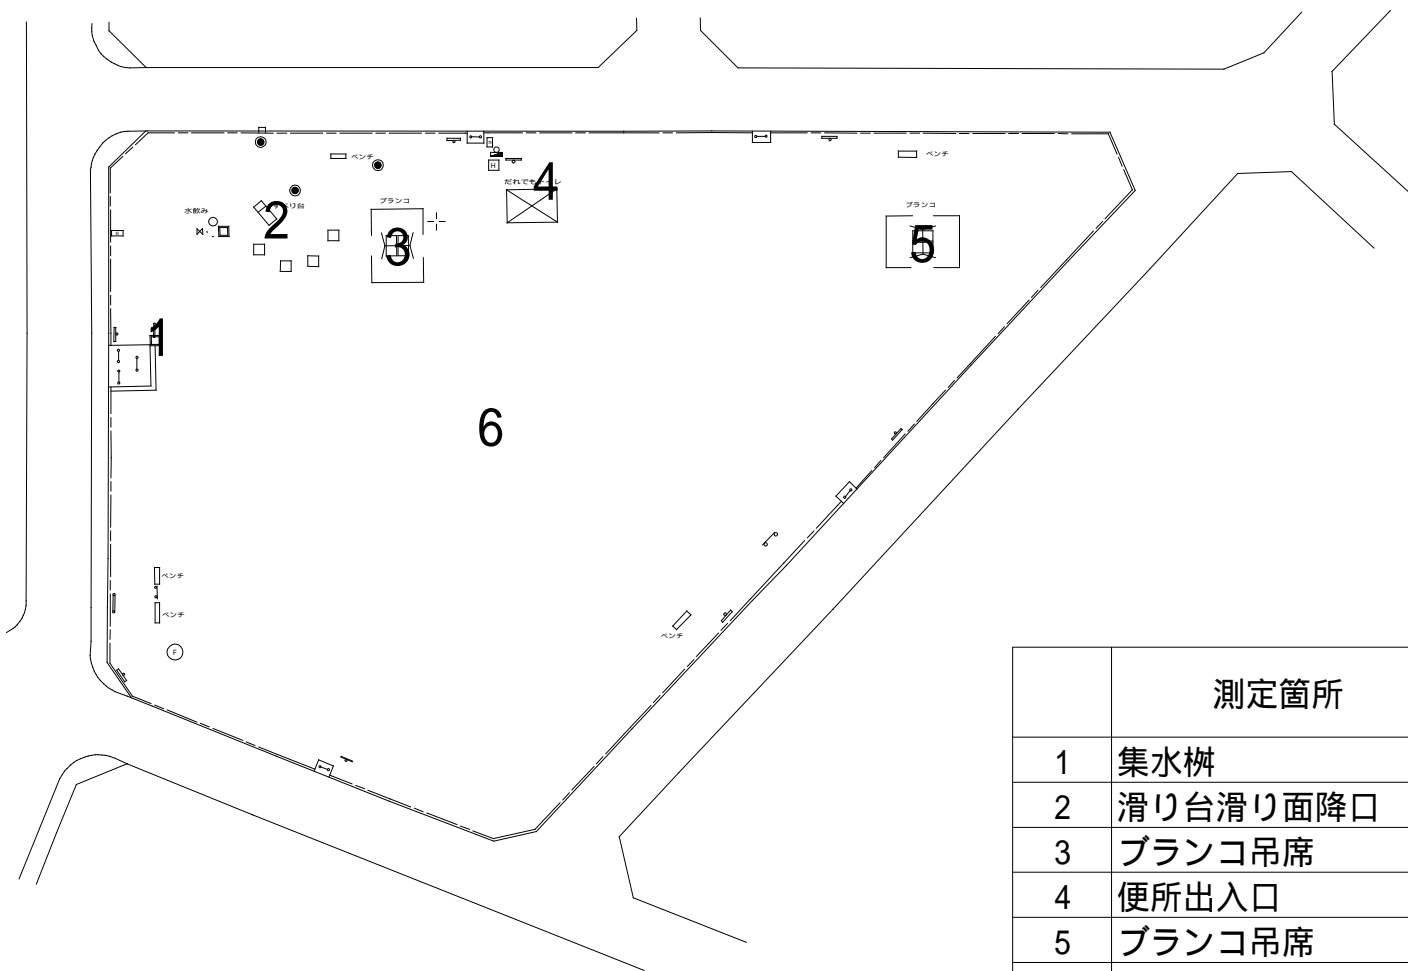 ベンチ
ベンチ
だれでもトイレ
4
ブランコ
ブランコ
水飲み
すべり台
2
3
5
H
1
6
ベンチ
ベンチ
ベンチ
F
測定箇所
1 集水桝
2 滑り台滑り面降口
3 ブランコ吊席
4 便所出入口
5 ブランコ吊席